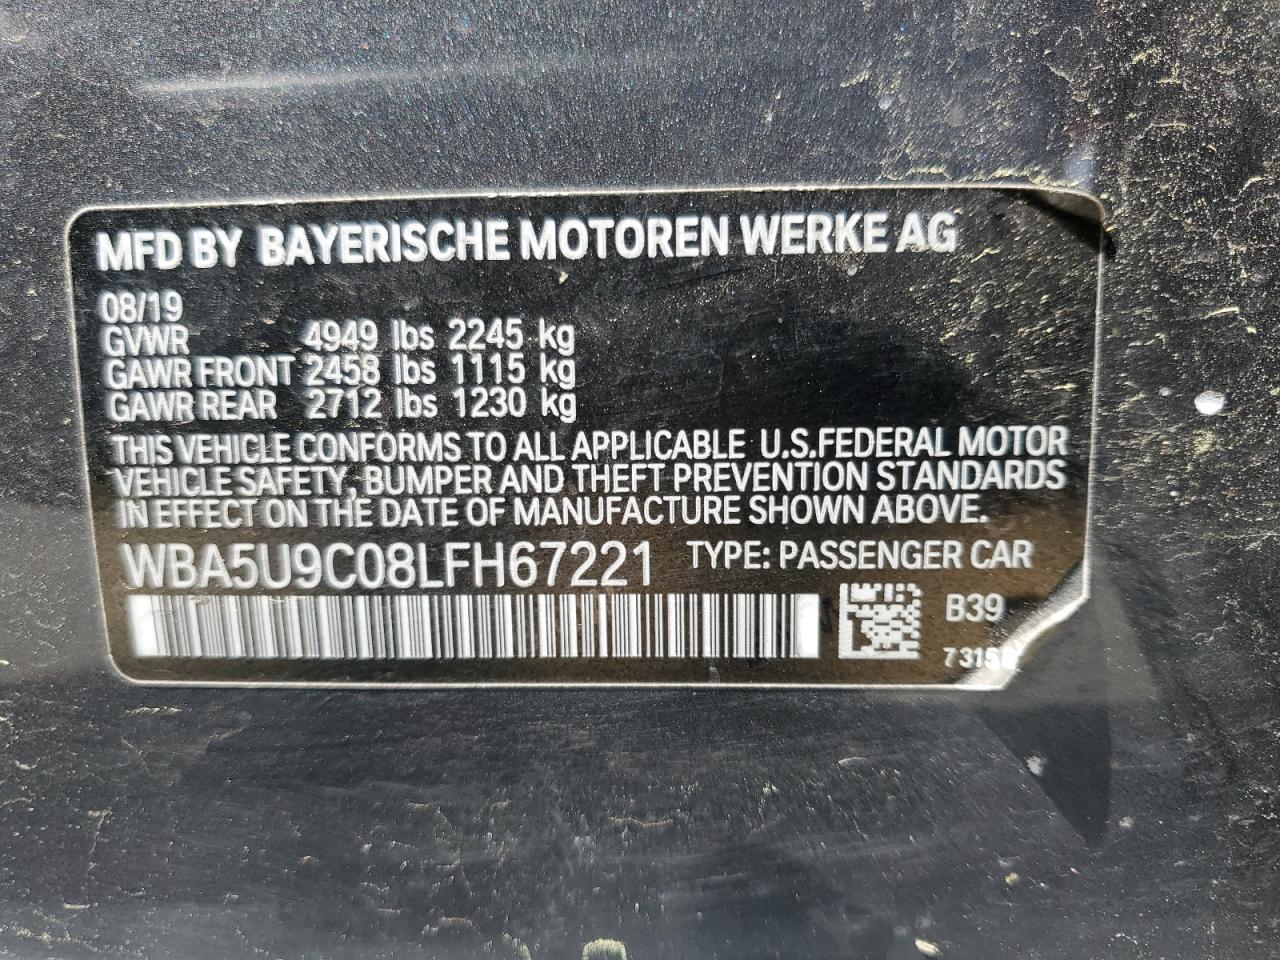 MFD BY BAYERISCHE MOTOREN WERKE AG
08/19
GVWR 4949 lbs 2245 kg
GAWR FRONT 2458 lbs 1115 kg
GAWR REAR 2712 lbs 1230 kg
THIS VEHICLE CONFORMS TO ALL APPLICABLE U.S.FEDERAL MOTOR
VEHICLE SAFETY, BUMPER AND THEFT PREVENTION STANDARDS
IN EFFECT ON THE DATE OF MANUFACTURE SHOWN ABOVE.
WBA5U9C08LFH67221 TYPE: PASSENGER CAR
B39